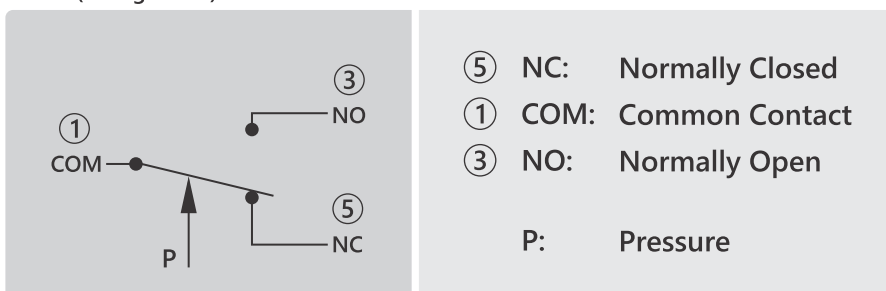 ③
NO
①
COM
⑤
NC
P
⑤ NC: Normally Closed
① COM: Common Contact
③ NO: Normally Open
P: Pressure